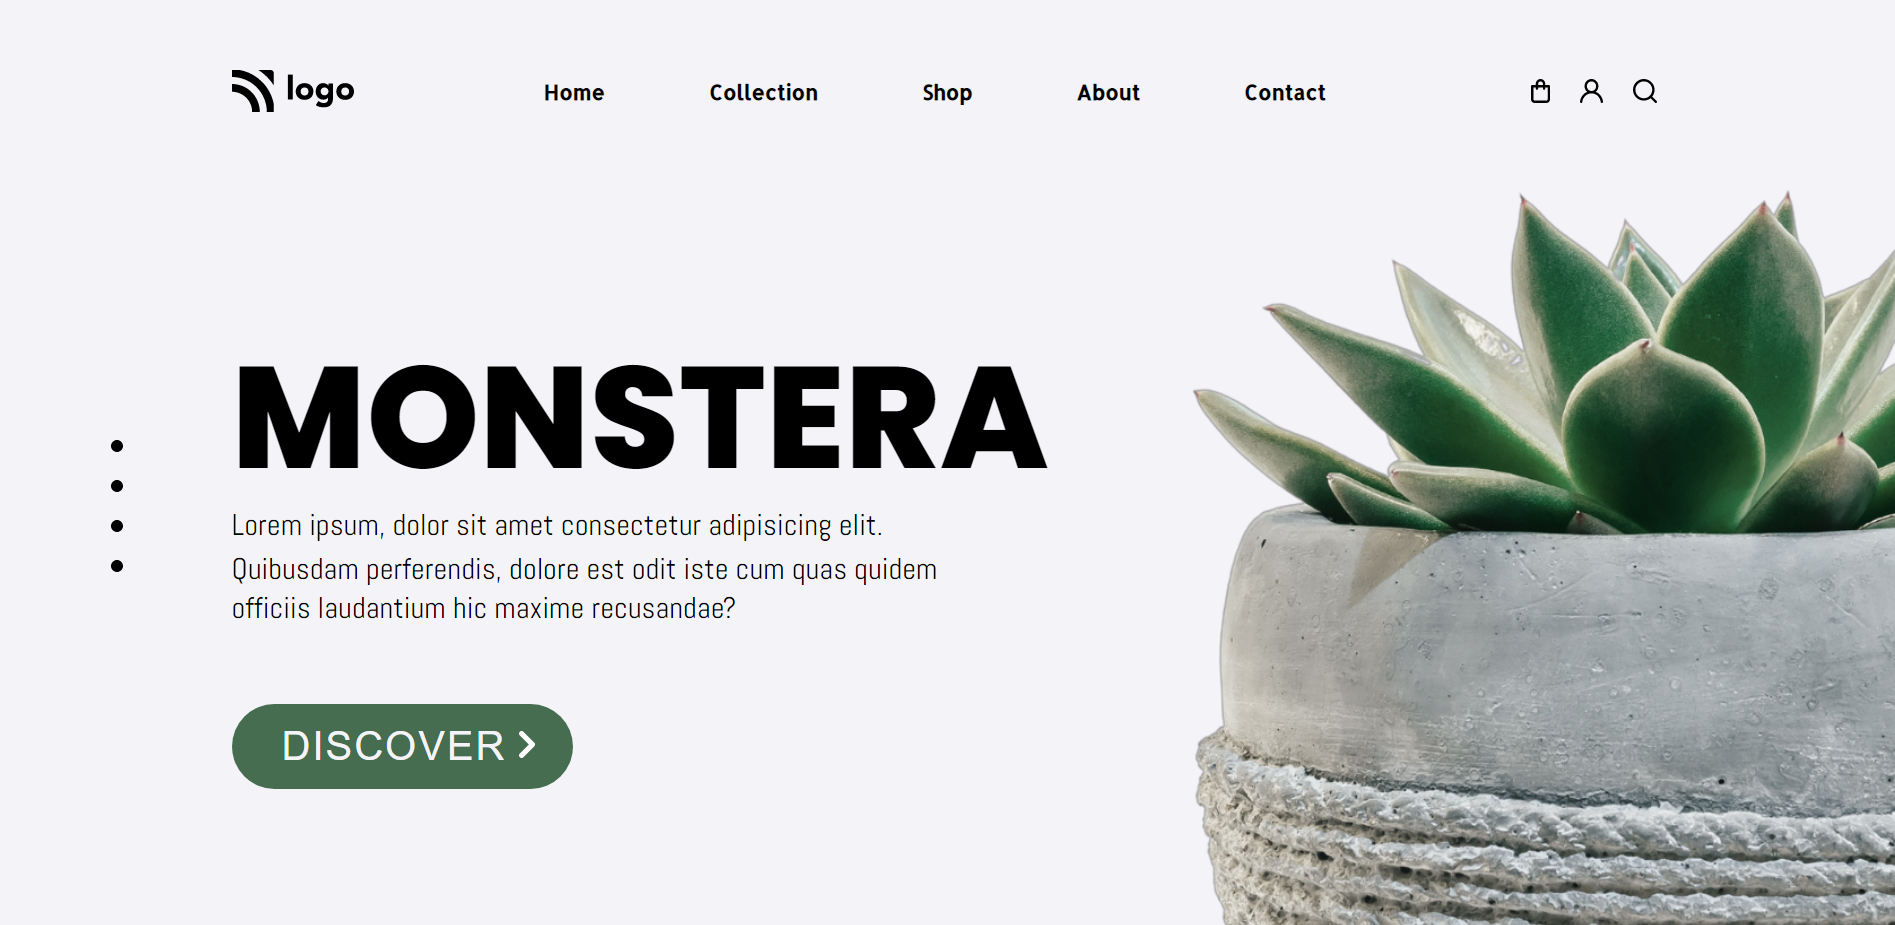 logo
Home Collection Shop About Contact
MONSTERA
Lorem ipsum, dolor sit amet consectetur adipisicing elit.
Quibusdam perferendis, dolore est odit iste cum quas quidem
officiis laudantium hic maxime recusandae?
DISCOVER